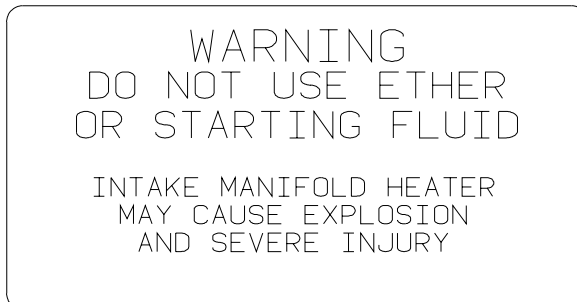 WARNING
DO NOT USE ETHER
OR STARTING FLUID
INTAKE MANIFOLD HEATER
MAY CAUSE EXPLOSION
AND SEVERE INJURY